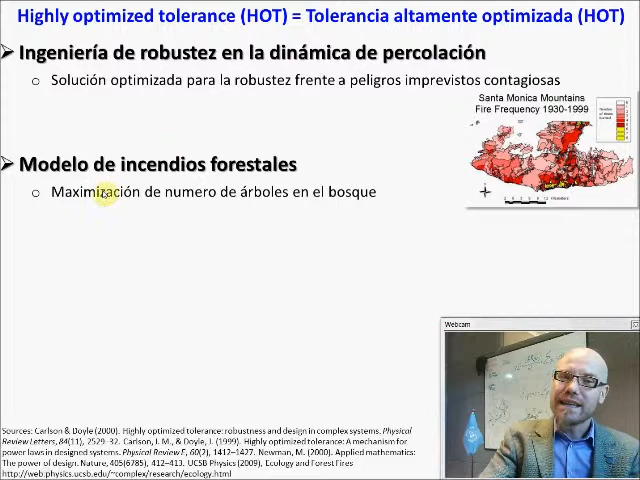 Highly optimized tolerance (HOT) = Tolerancia altamente optimizada (HOT)
Ingeniería de robustez en la dinámica de percolación
o Solución optimizada para la robustez frente a peligros imprevistos contagiosas
Santa Monica Mountains
Fire Frequency 1930-1999
Modelo de incendios forestales
o Maximización de numero de árboles en el bosque
Webcam
Sources: Carlson & Doyle (2000). Highly optimized tolerance: robustness and design in complex systems. Physical
Review Letters, 84(11), 2529–32. Carlson, J. M., & Doyle, J. (1999). Highly optimized tolerance: A mechanism for
power laws in designed systems. Physical Review E, 60(2), 1412–1427. Newman, M. (2000). Applied mathematics:
The power of design. Nature, 405(6785), 412–413. UCSB Physics (2009), Ecology and Forest Fires
http://web.physics.ucsb.edu/~complex/research/ecology.html